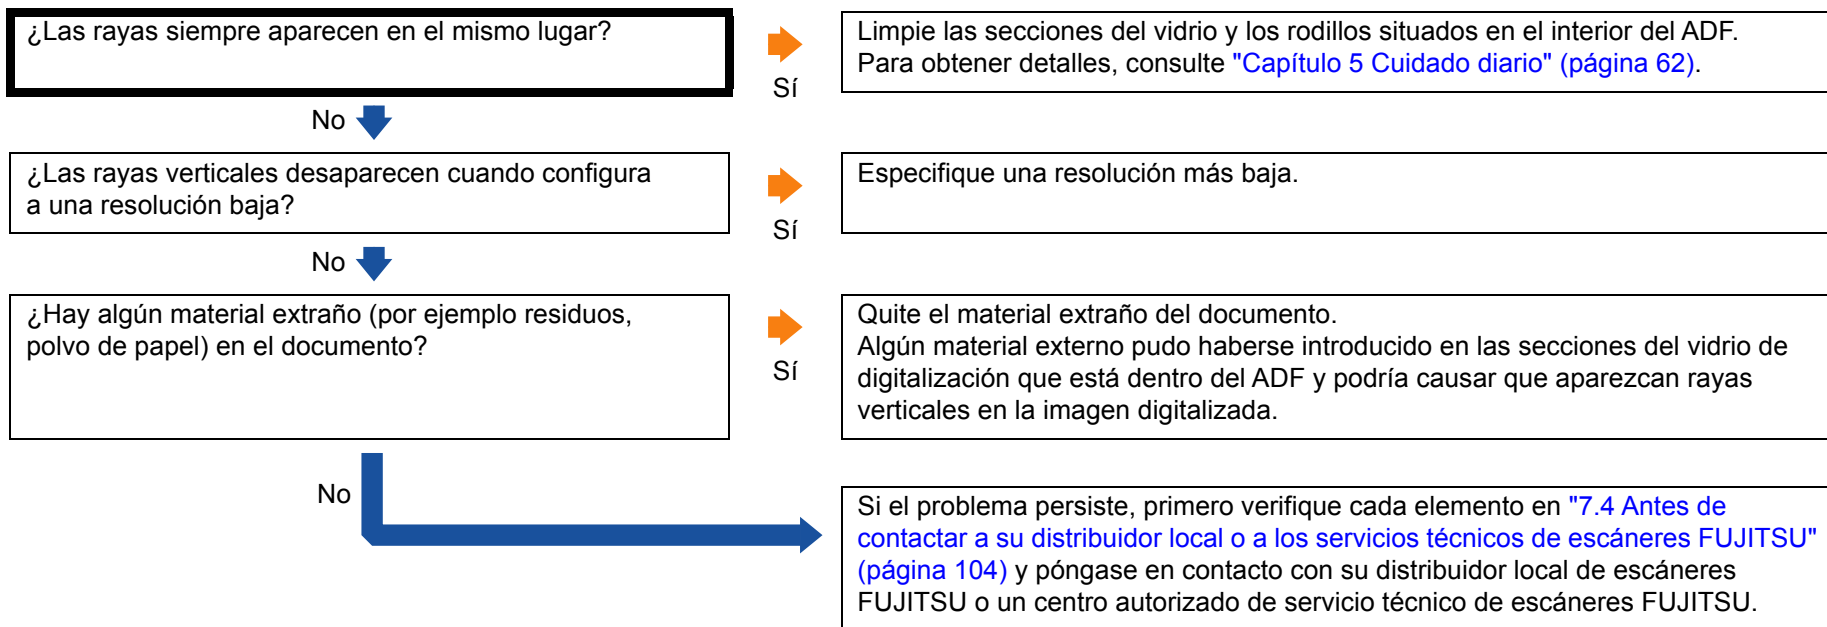 ¿Las rayas siempre aparecen en el mismo lugar?
Sí
Limpie las secciones del vidrio y los rodillos situados en el interior del ADF.
Para obtener detalles, consulte "Capítulo 5 Cuidado diario" (página 62).
No
¿Las rayas verticales desaparecen cuando configura
a una resolución baja?
Sí
Especifique una resolución más baja.
No
¿Hay algún material extraño (por ejemplo residuos,
polvo de papel) en el documento?
Sí
Quite el material extraño del documento.
Algún material externo pudo haberse introducido en las secciones del vidrio de
digitalización que está dentro del ADF y podría causar que aparezcan rayas
verticales en la imagen digitalizada.
No
Si el problema persiste, primero verifique cada elemento en "7.4 Antes de
contactar a su distribuidor local o a los servicios técnicos de escáneres FUJITSU"
(página 104) y póngase en contacto con su distribuidor local de escáneres
FUJITSU o un centro autorizado de servicio técnico de escáneres FUJITSU.